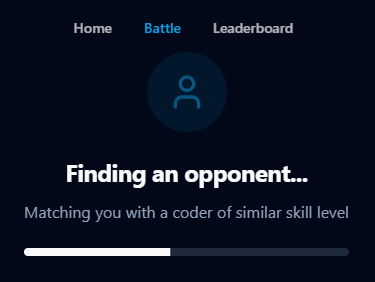 Home Battle Leaderboard
Finding an opponent...
Matching you with a coder of similar skill level